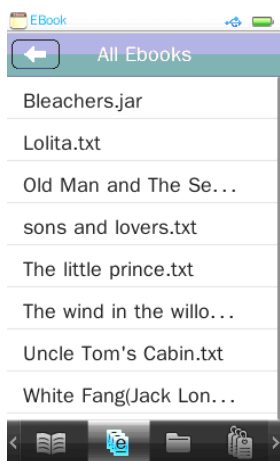 EBook
All Ebooks
Bleachers.jar
Lolita.txt
Old Man and The Se...
sons and lovers.txt
The little prince.txt
The wind in the willo...
Uncle Tom's Cabin.txt
White Fang(Jack Lon...
e